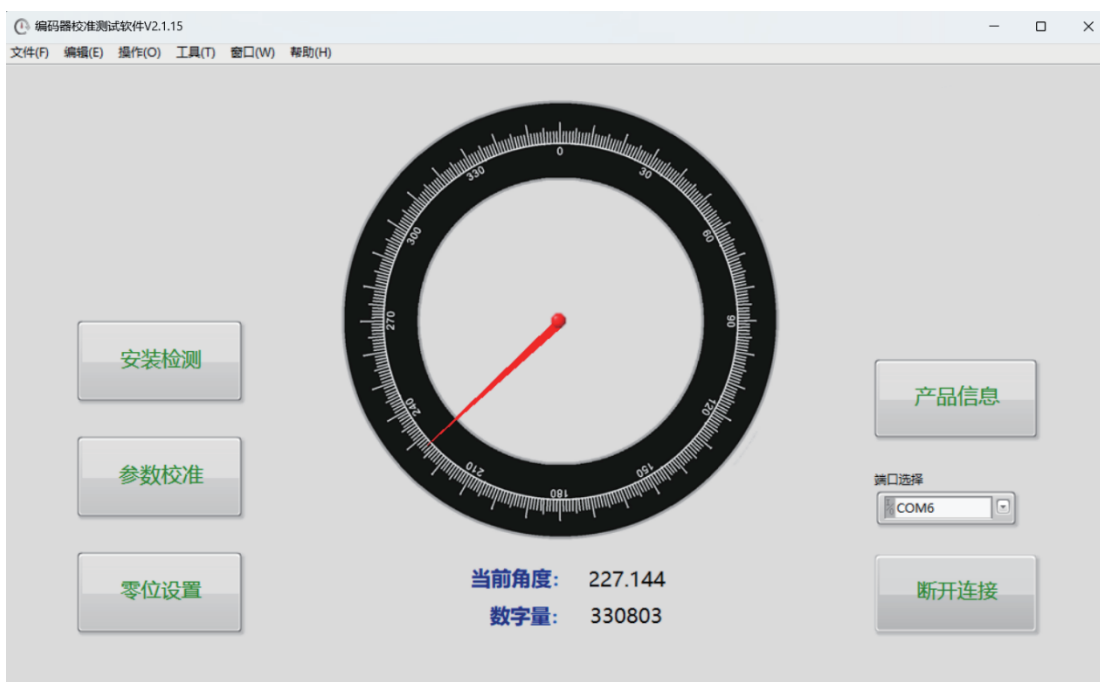 编码器校准测试软件V2.1.15
文件(F) 编辑(E) 操作(O) 工具(T) 窗口(W) 帮助(H)
0
30
60
90
120
150
180
210
240
270
300
330
安装检测
参数校准
零位设置
当前角度: 227.144
数字量: 330803
产品信息
端口选择
COM6
断开连接